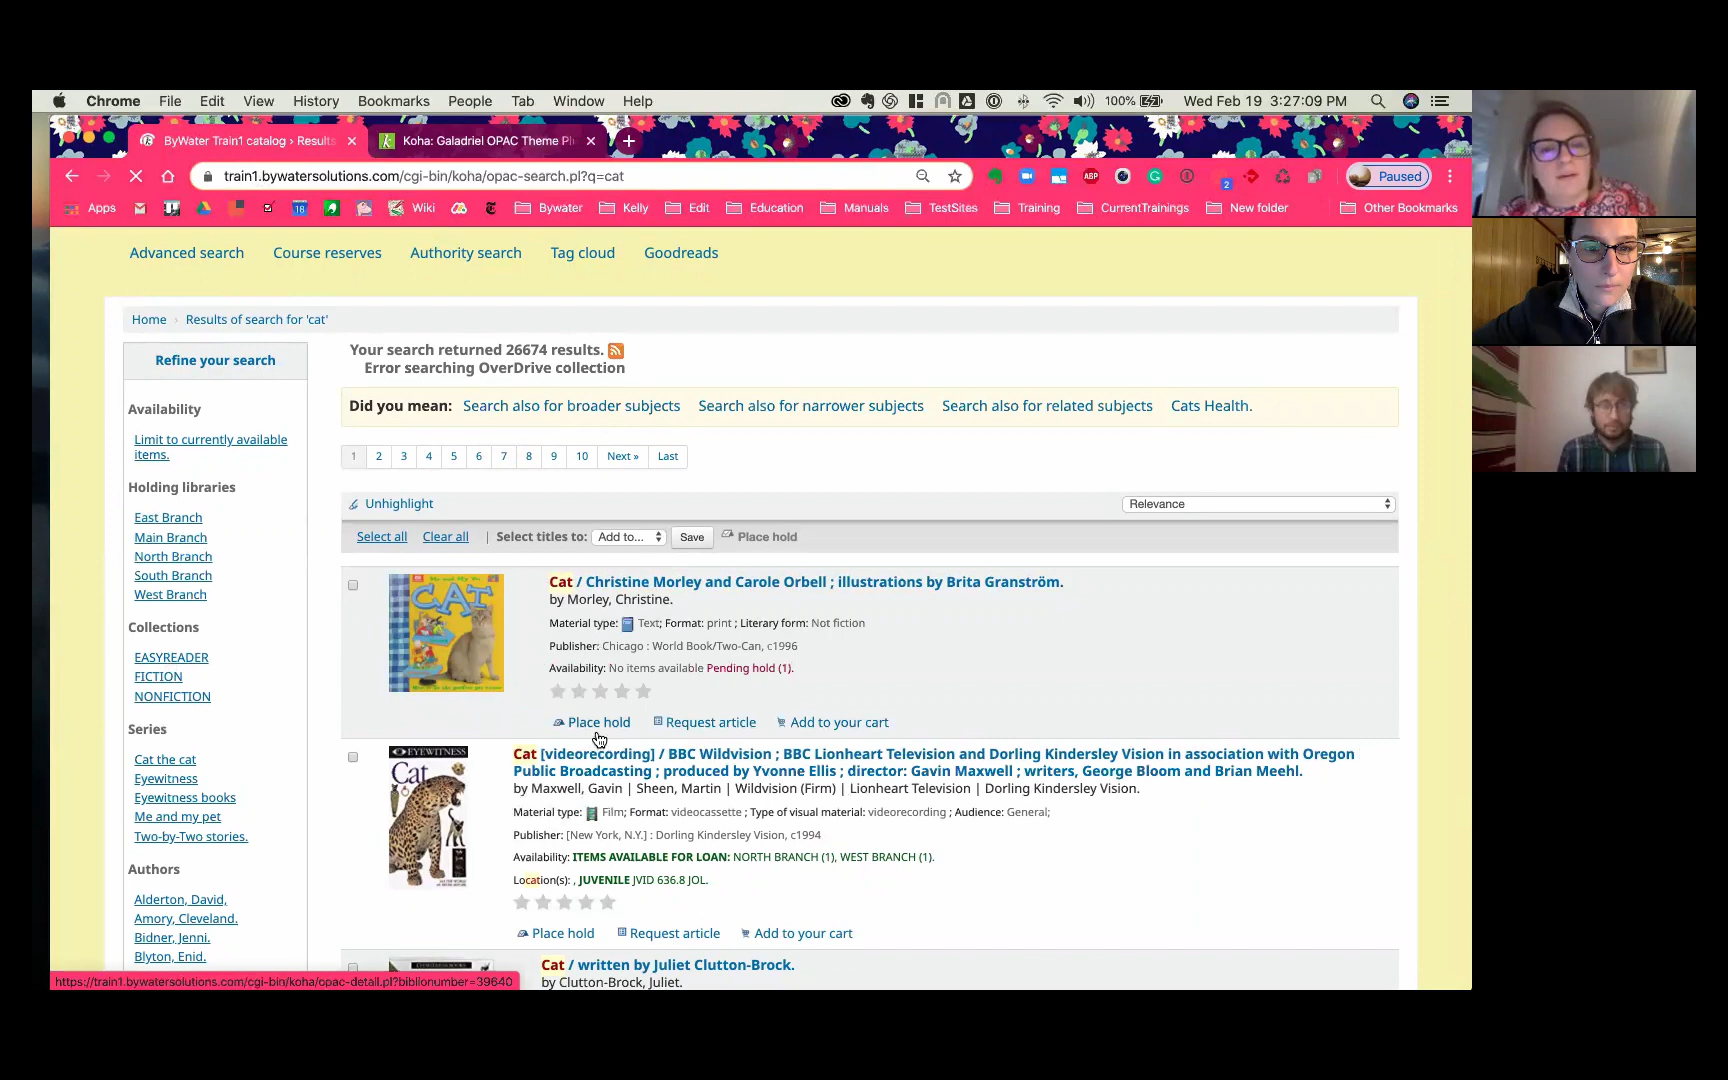 Chrome File Edit View History Bookmarks People Tab Window Help 100% Wed Feb 19 3:27:09 PM
ByWater Train1 catalog › Results Koha: Galadriel OPAC Theme Pl
train1.bywatersolutions.com/cgi-bin/koha/opac-search.pl?q=cat ABP 2 Paused
Apps 18 Wiki Bywater Kelly Edit Education Manuals TestSites Training CurrentTrainings New folder Other Bookmarks
Advanced search Course reserves Authority search Tag cloud Goodreads
Home › Results of search for 'cat'
Refine your search
Availability
Limit to currently available
items.
Holding libraries
East Branch
Main Branch
North Branch
South Branch
West Branch
Collections
EASYREADER
FICTION
NONFICTION
Series
Cat the cat
Eyewitness
Eyewitness books
Me and my pet
Two-by-Two stories.
Authors
Alderton, David,
Amory, Cleveland.
Bidner, Jenni.
Blyton, Enid.
Your search returned 26674 results.
Error searching OverDrive collection
Did you mean: Search also for broader subjects Search also for narrower subjects Search also for related subjects Cats Health.
1 2 3 4 5 6 7 8 9 10 Next » Last
Unhighlight Relevance
Select all Clear all | Select titles to: Add to... Save Place hold
CAT
Cat / Christine Morley and Carole Orbell ; illustrations by Brita Granström.
by Morley, Christine.
Material type: Text; Format: print ; Literary form: Not fiction
Publisher: Chicago : World Book/Two-Can, c1996
Availability: No items available Pending hold (1).
Place hold Request article Add to your cart
EYEWITNESS
Cat
Cat [videorecording] / BBC Wildvision ; BBC Lionheart Television and Dorling Kindersley Vision in association with Oregon
Public Broadcasting ; produced by Yvonne Ellis ; director: Gavin Maxwell ; writers, George Bloom and Brian Meehl.
by Maxwell, Gavin | Sheen, Martin | Wildvision (Firm) | Lionheart Television | Dorling Kindersley Vision.
Material type: Film; Format: videocassette ; Type of visual material: videorecording ; Audience: General;
Publisher: [New York, N.Y.] : Dorling Kindersley Vision, c1994
Availability: ITEMS AVAILABLE FOR LOAN: NORTH BRANCH (1), WEST BRANCH (1).
Location(s): , JUVENILE JVID 636.8 JOL.
Place hold Request article Add to your cart
Cat / written by Juliet Clutton-Brock.
by Clutton-Brock, Juliet.
https://train1.bywatersolutions.com/cgi-bin/koha/opac-detail.pl?biblionumber=39640